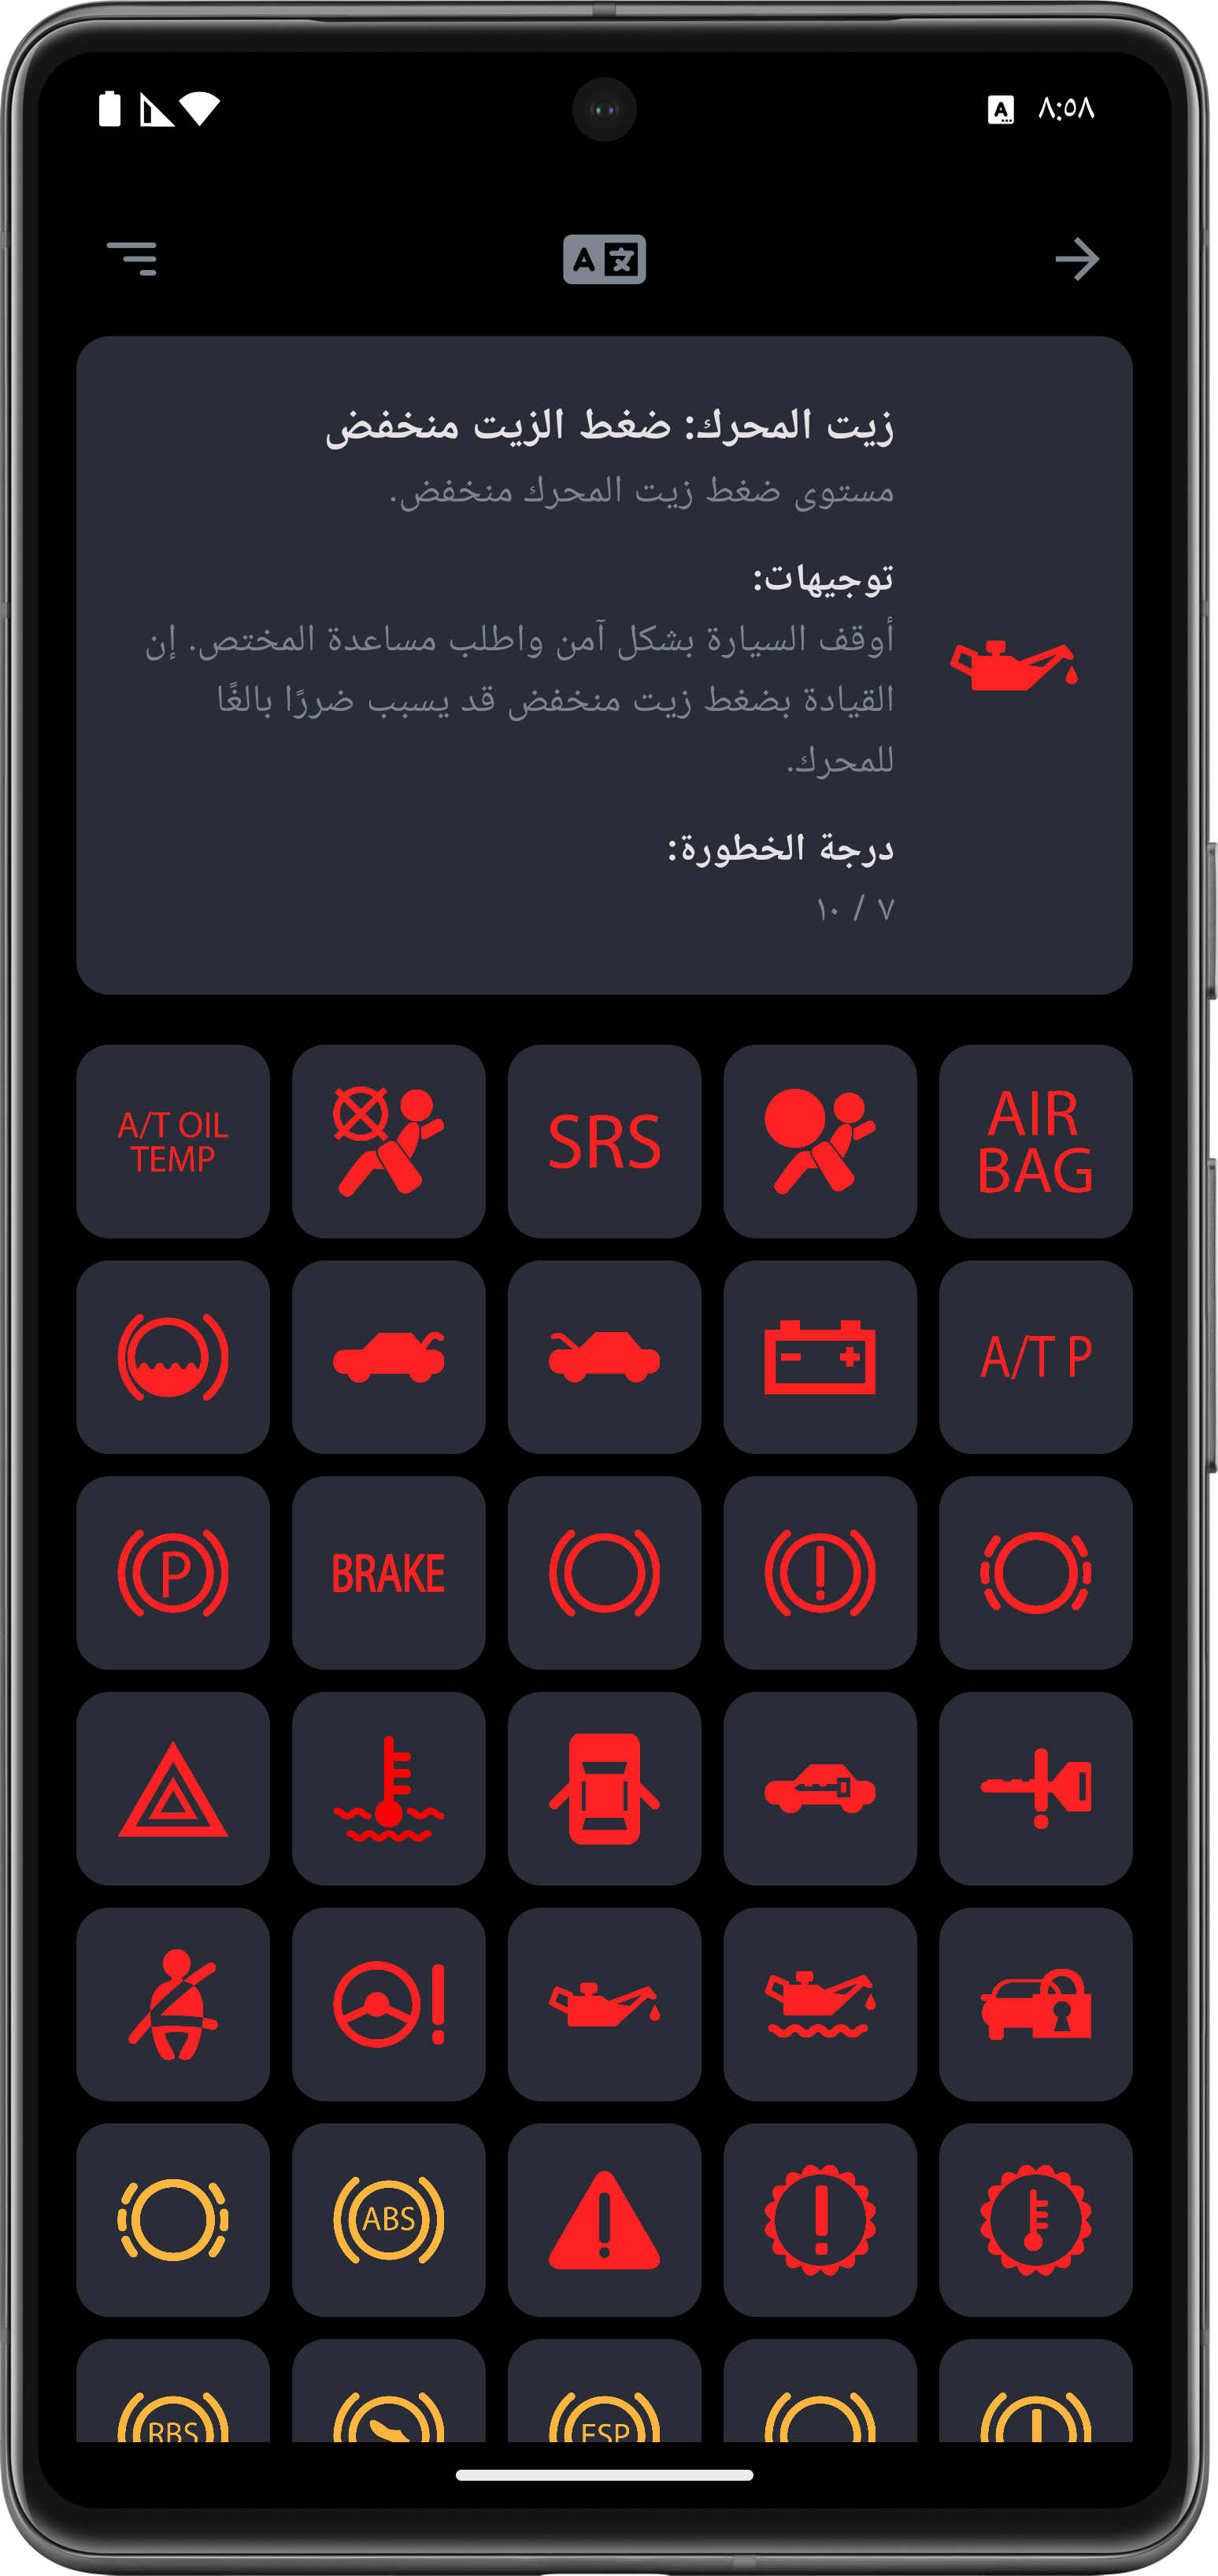 ٨:٥٨
A
A 文
زيت المحرك: ضغط الزيت منخفض
مستوى ضغط زيت المحرك منخفض.
توجيهات:
أوقف السيارة بشكل آمن واطلب مساعدة المختص. إن
القيادة بضغط زيت منخفض قد يسبب ضررًا بالغًا
للمحرك.
درجة الخطورة:
٧ / ١٠
AIR
BAG
SRS
A/T OIL
TEMP
A/T P
BRAKE
P
ABS
ESP
RBS